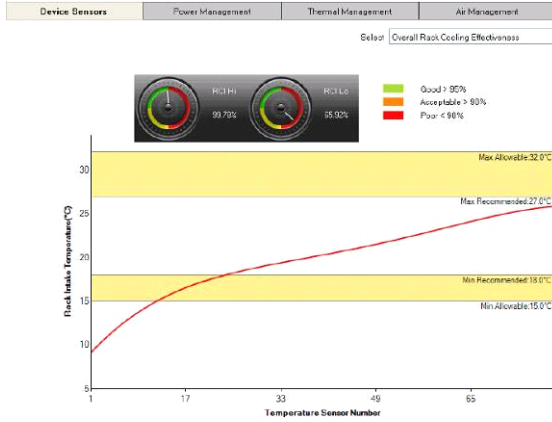 Device Sensors
Power Management
Thermal Management
Air Management
Select
Overall Rack Cooling Effectiveness
RCI Hi
99.78%
RCI Lo
65.92%
Good > 95%
Acceptable > 90%
Poor < 90%
Rack Intake Temperature(°C)
30
25
20
15
10
5
Max Allowable:32.0°C
Max Recommended:27.0°C
Min Recommended:18.0°C
Min Allowable:15.0°C
1
17
33
49
65
Temperature Sensor Number